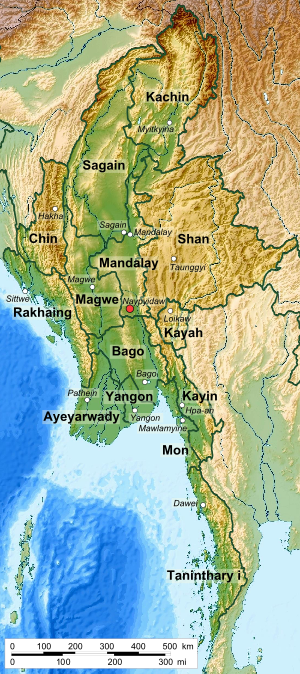 Kachin
Myitkyina
Sagain
Hakha
Sagain
Mandalay
Chin
Shan
Mandalay
Taunggyi
Magwe
Sittwe
Magwe
Naypyidaw
Rakhaing
Loikaw
Kayah
Bago
Bago
Pathein
Yangon
Kayin
Hpa-an
Ayeyarwady
Yangon
Mawlamyine
Mon
Dawei
Taninthary i
0 100 200 300 400 500 km
0 100 200 300 mi